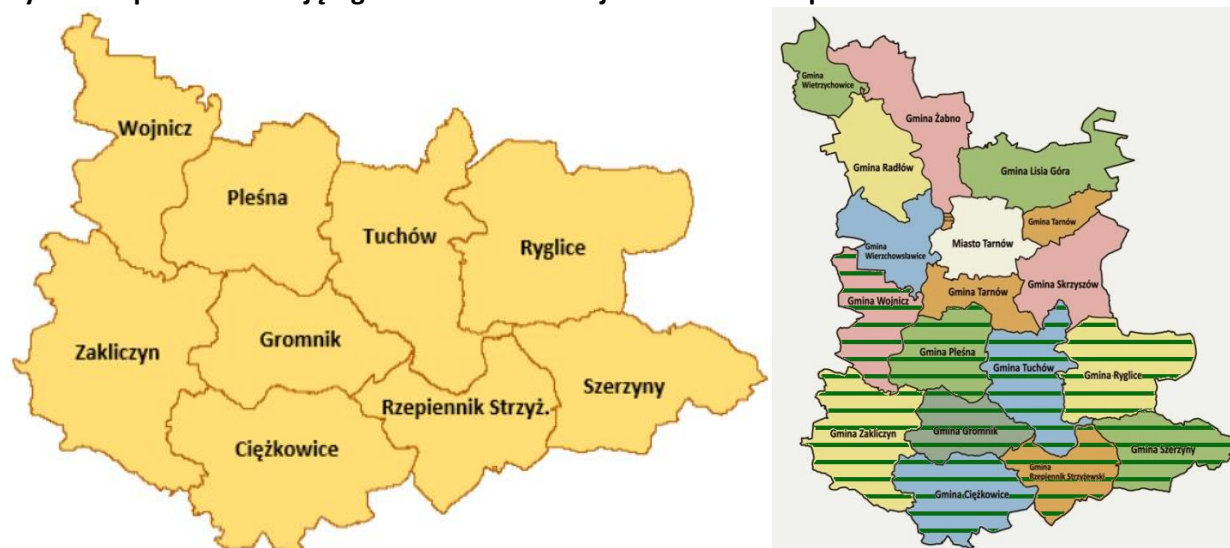 Wojnicz
Pleśna
Tuchów
Ryglice
Zakliczyn
Gromnik
Rzepiennik Strzyż.
Szerzyny
Ciężkowice
Gmina
Wietrzychowice
Gmina Żabno
Gmina Radłów
Gmina Lisia Góra
Gmina Tarnów
Miasto Tarnów
Gmina
Wierzchosławice
Gmina Skrzyszów
Gmina Tarnów
Gmina Wojnicz
Gmina Pleśna
Gmina Tuchów
Gmina Ryglice
Gmina Zakliczyn
Gmina Gromnik
Gmina Szerzyny
Gmina
Rzepiennik Strzyżewski
Gmina Ciężkowice